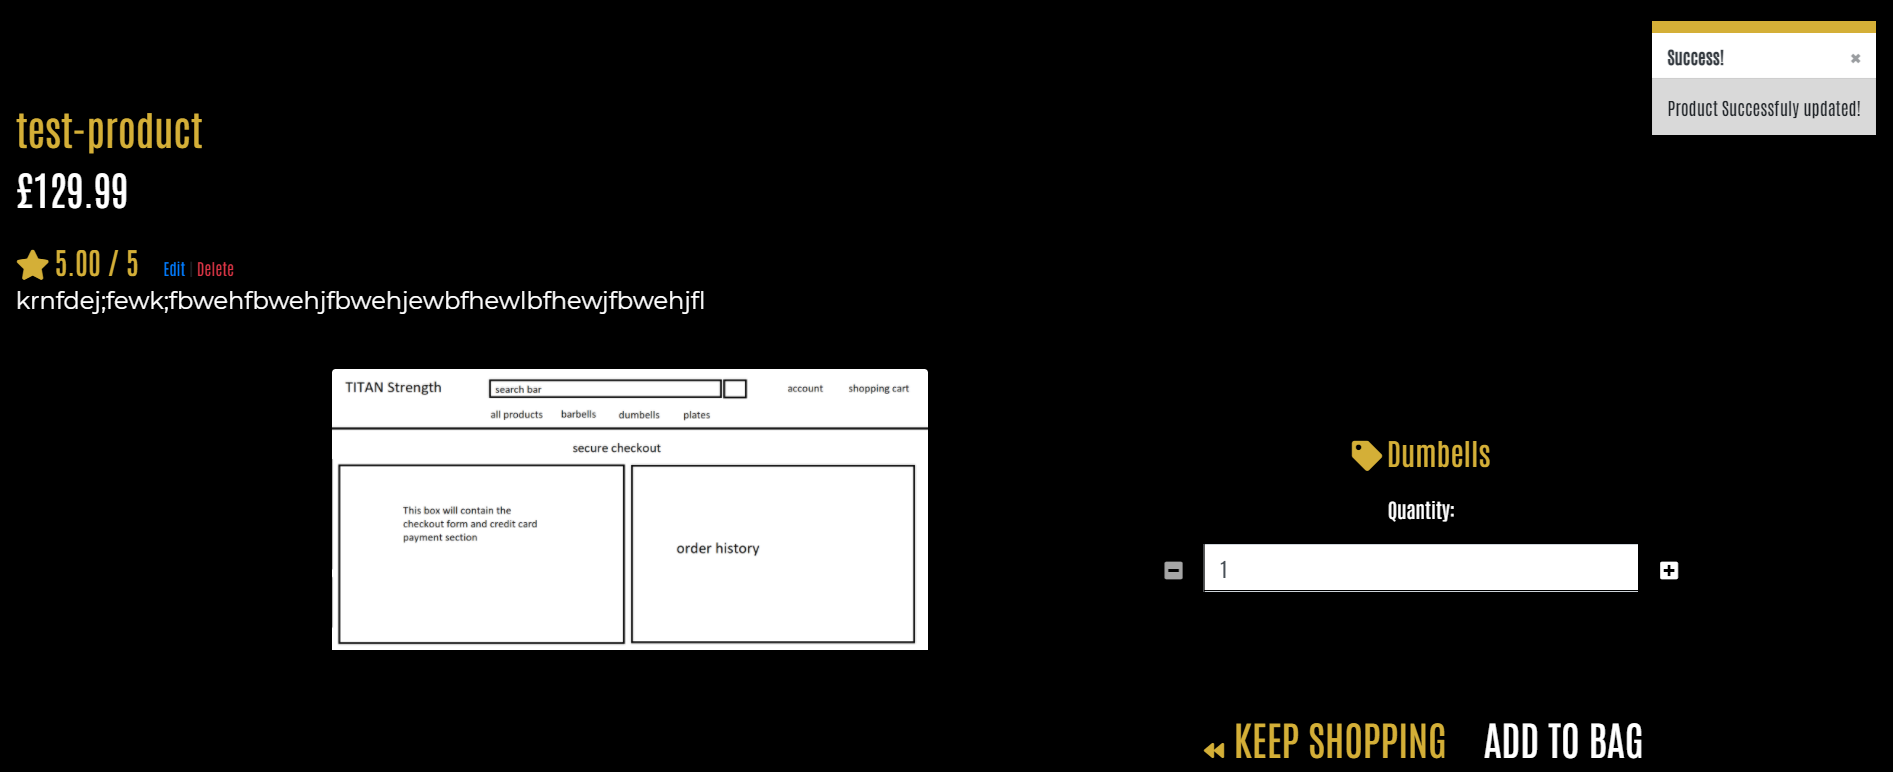 Success! ×
Product Successfuly updated!
test-product
£129.99
5.00 / 5 Edit | Delete
krnfdej;fewk;fbwehfbwehjfbwehjewbfhewlbfhewjfbwehjfl
TITAN Strength
search bar
account shopping cart
all products barbells dumbells plates
secure checkout
This box will contain the
checkout form and credit card
payment section
order history
Dumbells
Quantity:
1
KEEP SHOPPING ADD TO BAG